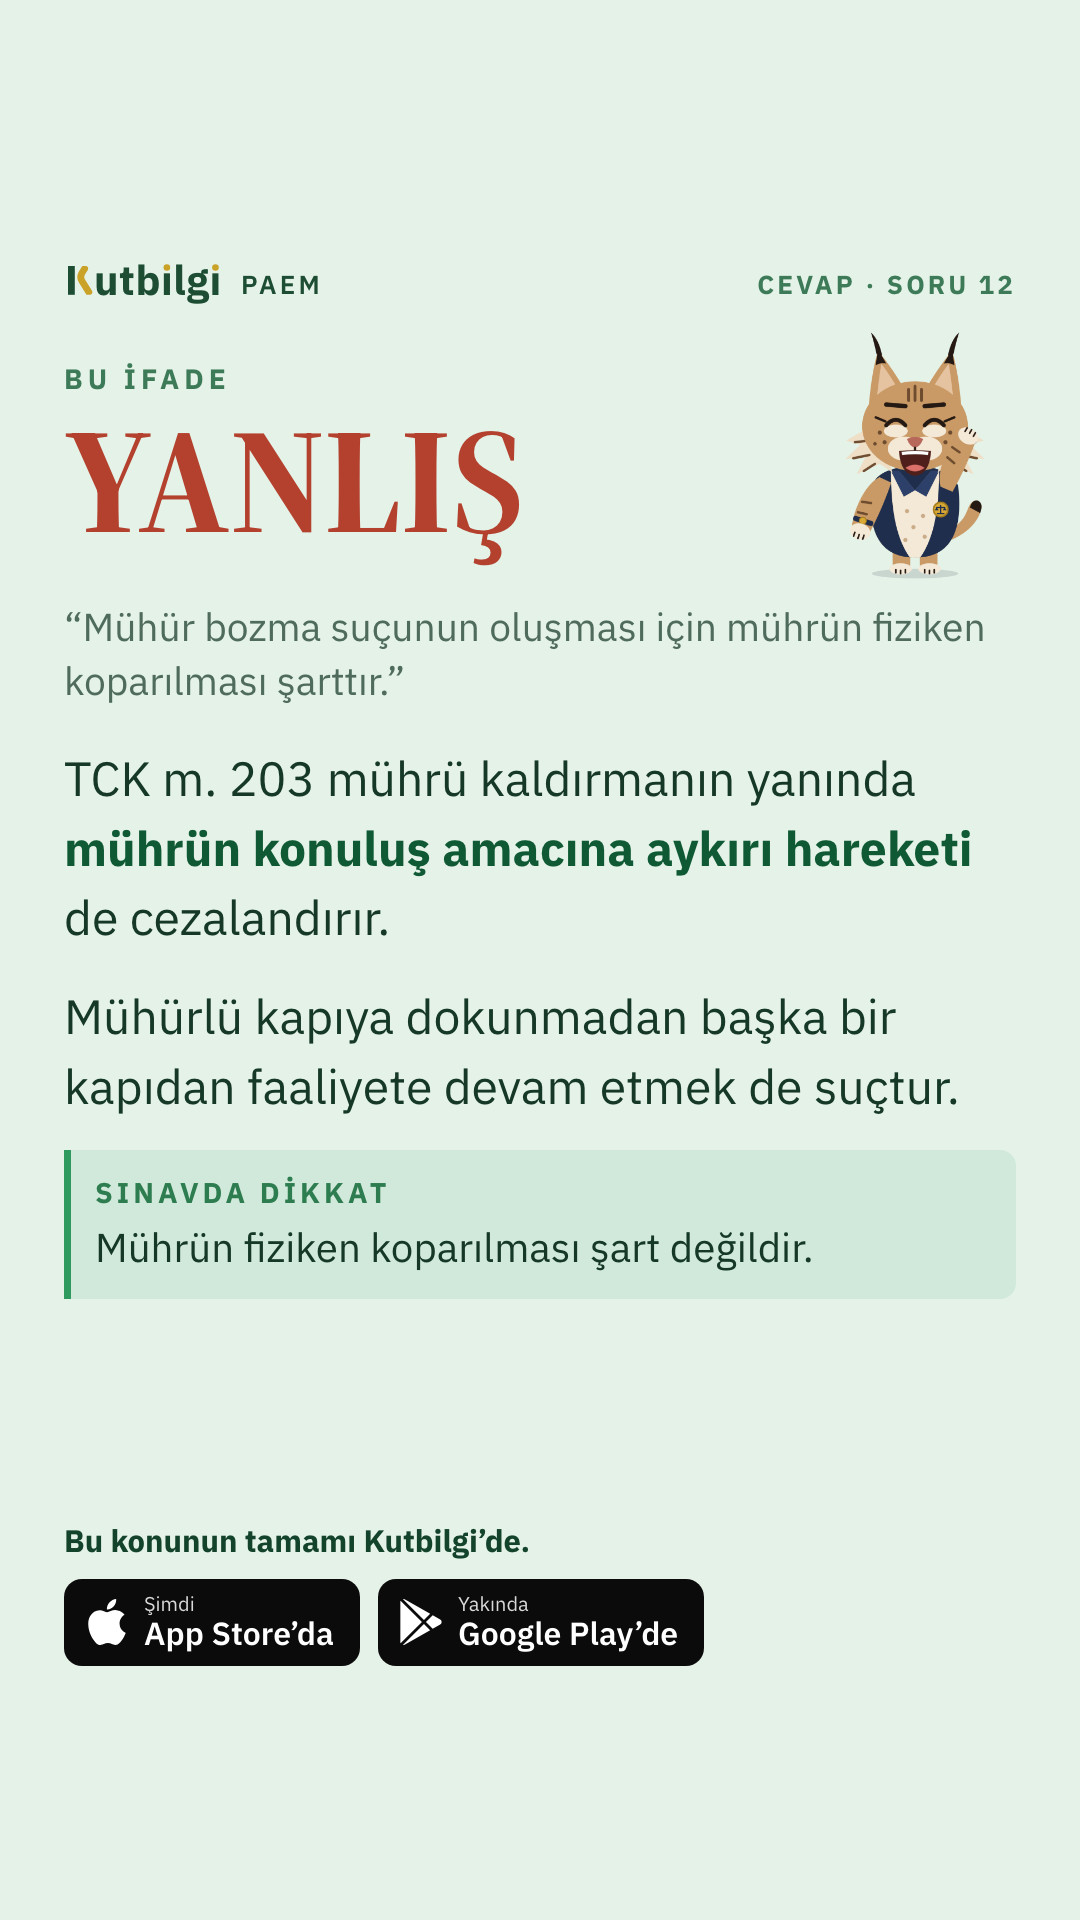 Kutbilgi PAEM
CEVAP · SORU 12
BU İFADE
YANLIŞ
“Mühür bozma suçunun oluşması için mührün fiziken
koparılması şarttır.”
TCK m. 203 mührü kaldırmanın yanında
mührün konuluş amacına aykırı hareketi
de cezalandırır.
Mühürlü kapıya dokunmadan başka bir
kapıdan faaliyete devam etmek de suçtur.
SINAVDA DİKKAT
Mührün fiziken koparılması şart değildir.
Bu konunun tamamı Kutbilgi’de.
Şimdi
App Store’da
Yakında
Google Play’de